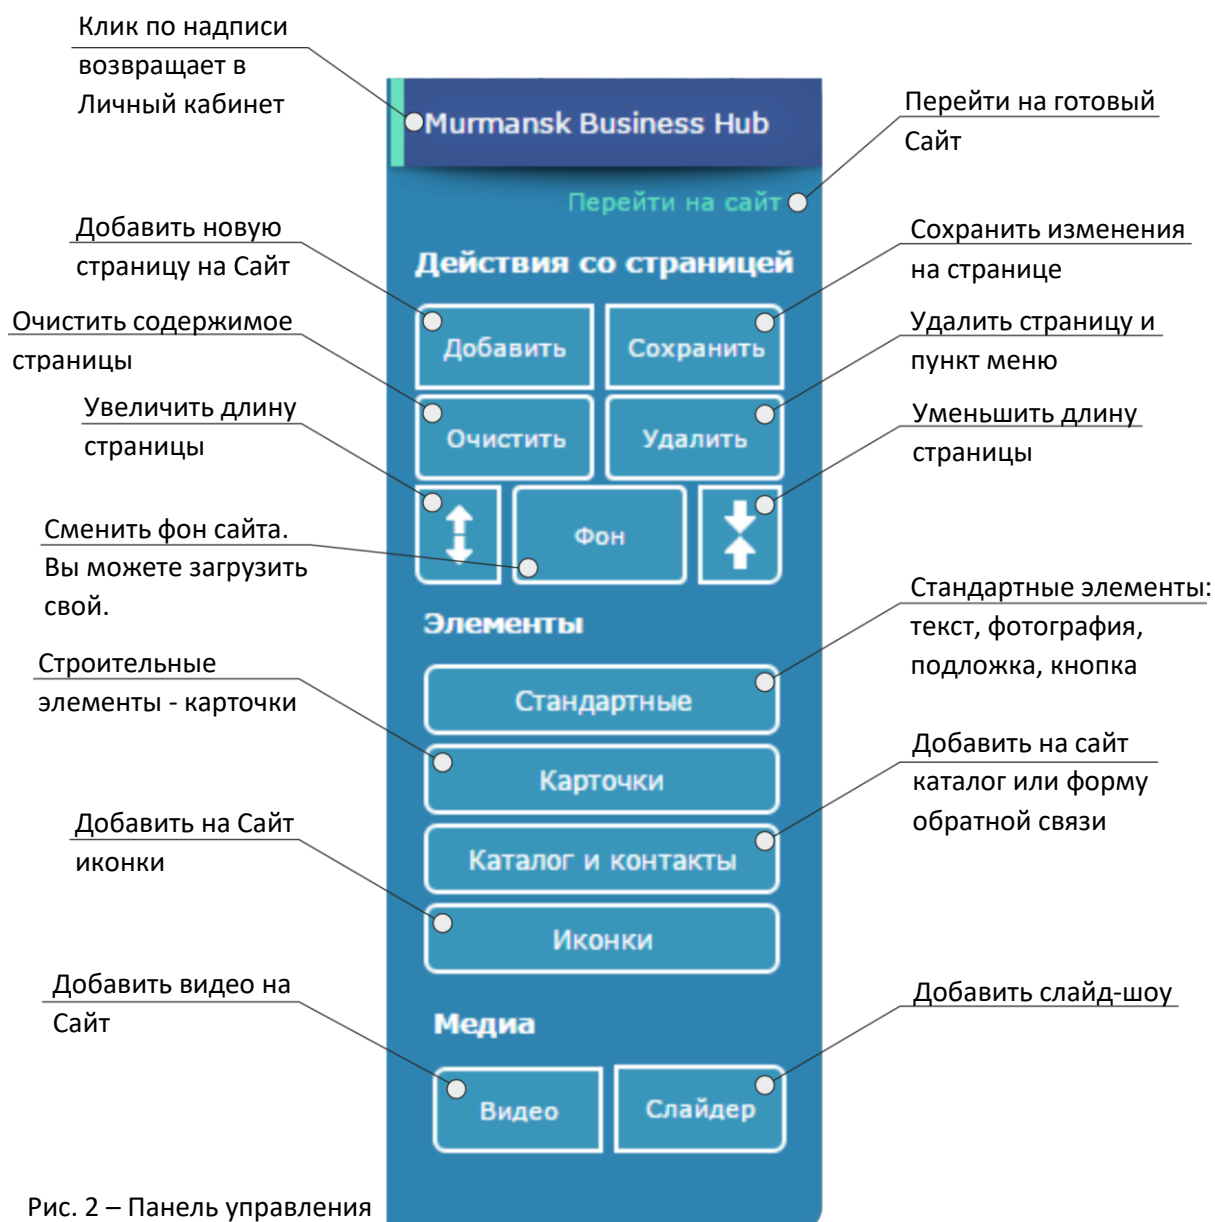 Клик по надписи
возвращает в
Личный кабинет
Murmansk Business Hub
Перейти на готовый
Сайт
Перейти на сайт
Добавить новую
страницу на Сайт
Действия со страницей
Сохранить изменения
на странице
Очистить содержимое
страницы
Добавить
Сохранить
Удалить страницу и
пункт меню
Увеличить длину
страницы
Очистить
Удалить
Уменьшить длину
страницы
Сменить фон сайта.
Вы можете загрузить
свой.
Фон
Элементы
Стандартные элементы:
текст, фотография,
подложка, кнопка
Строительные
элементы - карточки
Стандартные
Карточки
Добавить на сайт
каталог или форму
обратной связи
Добавить на Сайт
иконки
Каталог и контакты
Иконки
Добавить видео на
Сайт
Медиа
Добавить слайд-шоу
Видео
Слайдер
Рис. 2 – Панель управления